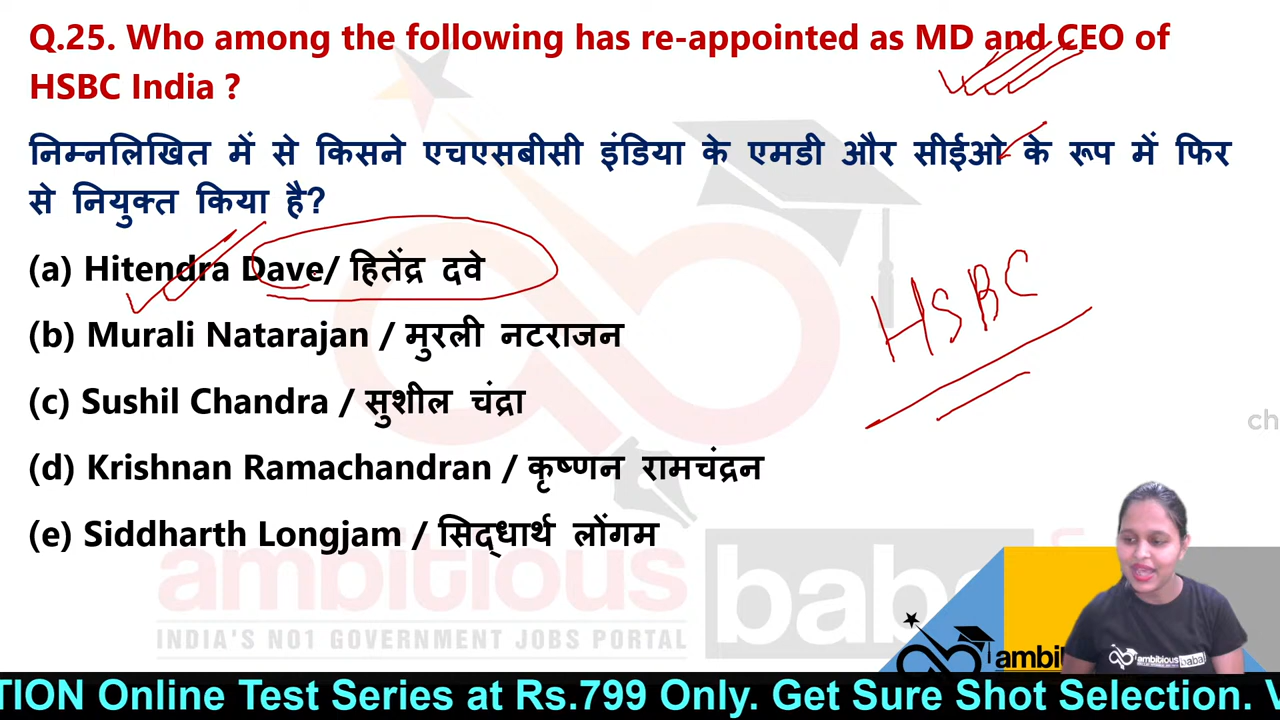 Q.25. Who among the following has re-appointed as MD and CEO of
HSBC India ?
निम्नलिखित में से किसने एचएसबीसी इंडिया के एमडी और सीईओ के रूप में फिर
से नियुक्त किया है?
(a) Hitendra Dave/ हितेंद्र दवे
(b) Murali Natarajan / मुरली नटराजन
(c) Sushil Chandra / सुशील चंद्रा
(d) Krishnan Ramachandran / कृष्णन रामचंद्रन
(e) Siddharth Longjam / सिद्धार्थ लोंगम
HSBC
ch
ambitious baba
INDIA'S NO1 GOVERNMENT JOBS PORTAL
ambi
ambitious baba
TION Online Test Series at Rs.799 Only. Get Sure Shot Selection. V